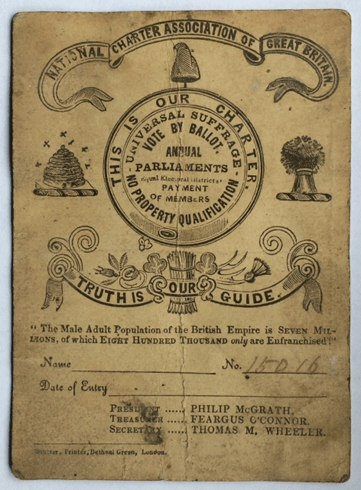 NATIONAL CHARTER ASSOCIATION OF GREAT BRITAIN.
THIS IS OUR CHARTER.
UNIVERSAL SUFFRAGE.
VOTE BY BALLOT,
ANNUAL
PARLIAMENTS
Equal Electoral Districts
PAYMENT
OF MEMBERS
NO PROPERTY QUALIFICATION
TRUTH IS OUR GUIDE.
"The Male Adult Population of the British Empire is SEVEN MIL-
LIONS, of which EIGHT HUNDRED THOUSAND only are Enfranchised!"
Name
No. 15016
Date of Entry
PRESIDENT ...... PHILIP McGRATH,
TREASURER ...... FEARGUS O'CONNOR.
SECRETARY ..... THOMAS M. WHEELER.
Printer, Bethnal Green, London.